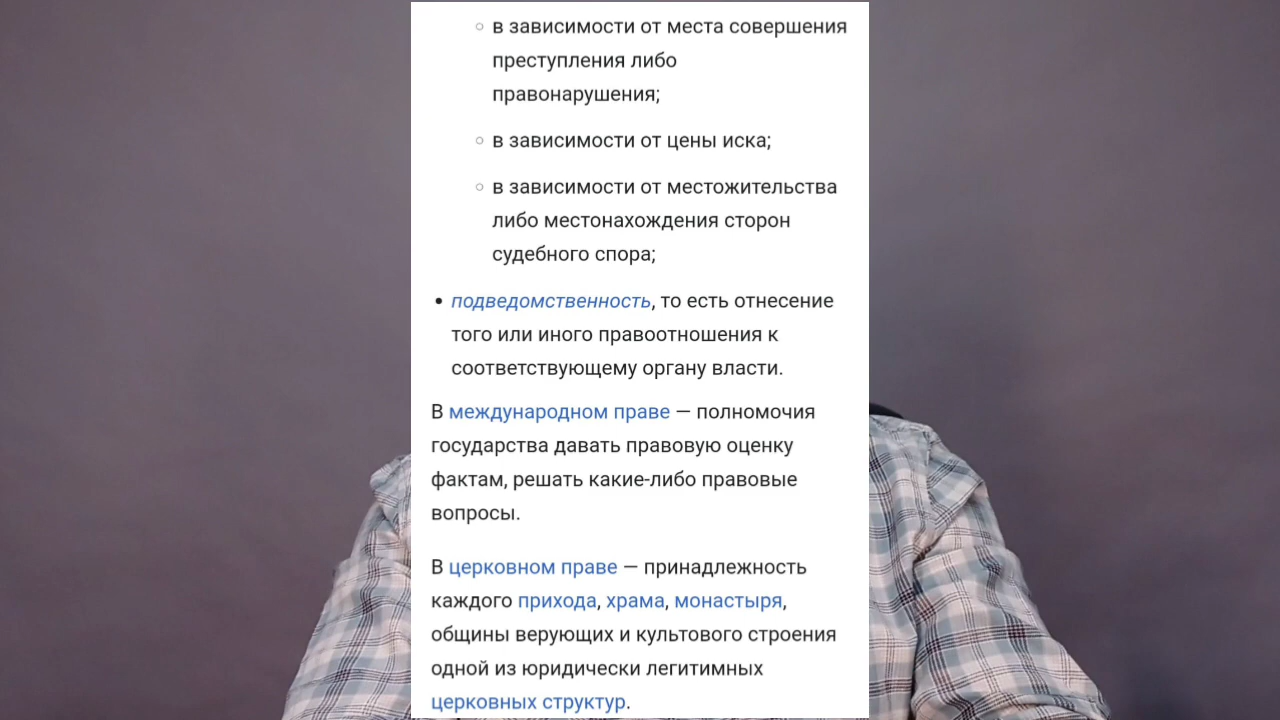 в зависимости от места совершения
преступления либо
правонарушения;
в зависимости от цены иска;
в зависимости от местожительства
либо местонахождения сторон
судебного спора;
подведомственность, то есть отнесение
того или иного правоотношения к
соответствующему органу власти.
В международном праве — полномочия
государства давать правовую оценку
фактам, решать какие-либо правовые
вопросы.
В церковном праве — принадлежность
каждого прихода, храма, монастыря,
общины верующих и культового строения
одной из юридически легитимных
церковных структур.